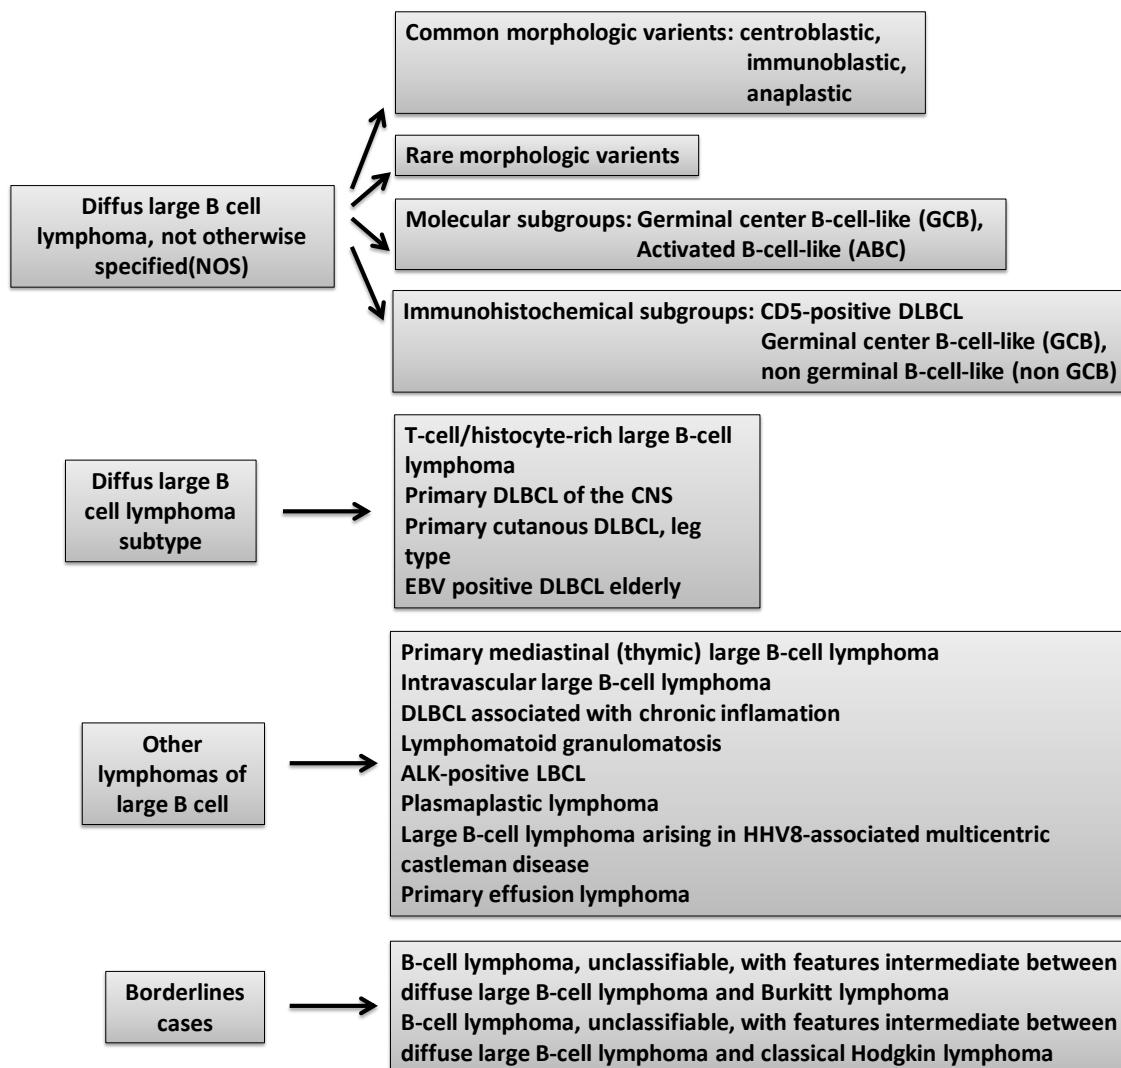 Common morphologic varients: centroblastic,
immunoblastic,
anaplastic
Rare morphologic varients
Diffus large B cell
lymphoma, not otherwise
specified(NOS)
Molecular subgroups: Germinal center B-cell-like (GCB),
Activated B-cell-like (ABC)
Immunohistochemical subgroups: CD5-positive DLBCL
Germinal center B-cell-like (GCB),
non germinal B-cell-like (non GCB)
Diffus large B
cell lymphoma
subtype
T-cell/histocyte-rich large B-cell
lymphoma
Primary DLBCL of the CNS
Primary cutanous DLBCL, leg
type
EBV positive DLBCL elderly
Other
lymphomas of
large B cell
Primary mediastinal (thymic) large B-cell lymphoma
Intravascular large B-cell lymphoma
DLBCL associated with chronic inflamation
Lymphomatoid granulomatosis
ALK-positive LBCL
Plasmaplastic lymphoma
Large B-cell lymphoma arising in HHV8-associated multicentric
castleman disease
Primary effusion lymphoma
Borderlines
cases
B-cell lymphoma, unclassifiable, with features intermediate between
diffuse large B-cell lymphoma and Burkitt lymphoma
B-cell lymphoma, unclassifiable, with features intermediate between
diffuse large B-cell lymphoma and classical Hodgkin lymphoma